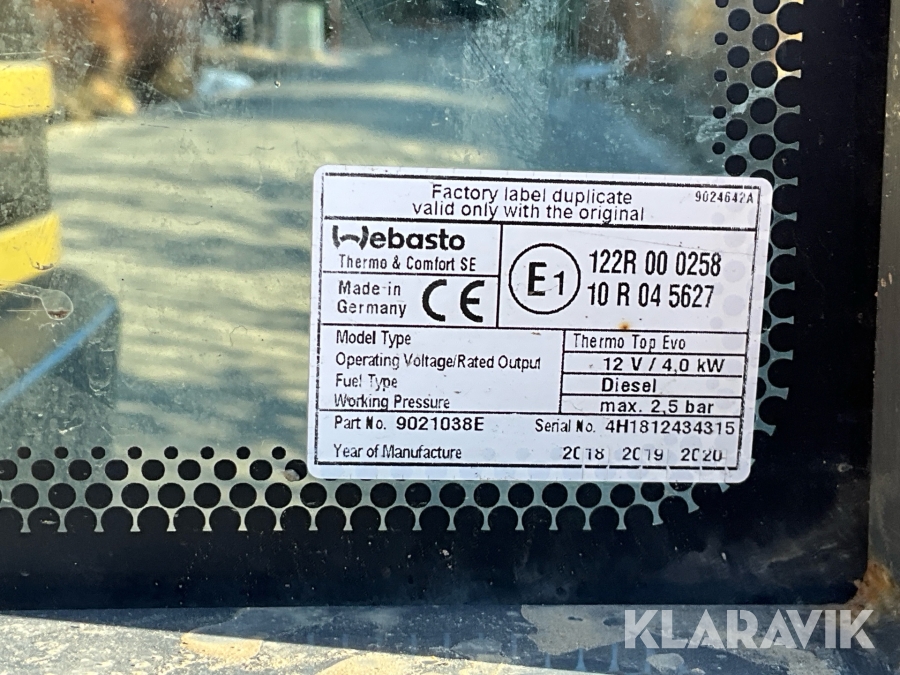 Factory label duplicate
valid only with the original
9024642A
Webasto
Thermo & Comfort SE
Made in
Germany
CE
E1
122R 00 0258
10 R 04 5627
Model Type Thermo Top Evo
Operating Voltage/Rated Output 12 V / 4,0 kW
Fuel Type Diesel
Working Pressure max. 2,5 bar
Part No. 9021038E Serial No. 4H1812434315
Year of Manufacture 2018 2019 2020
KLARAVIK